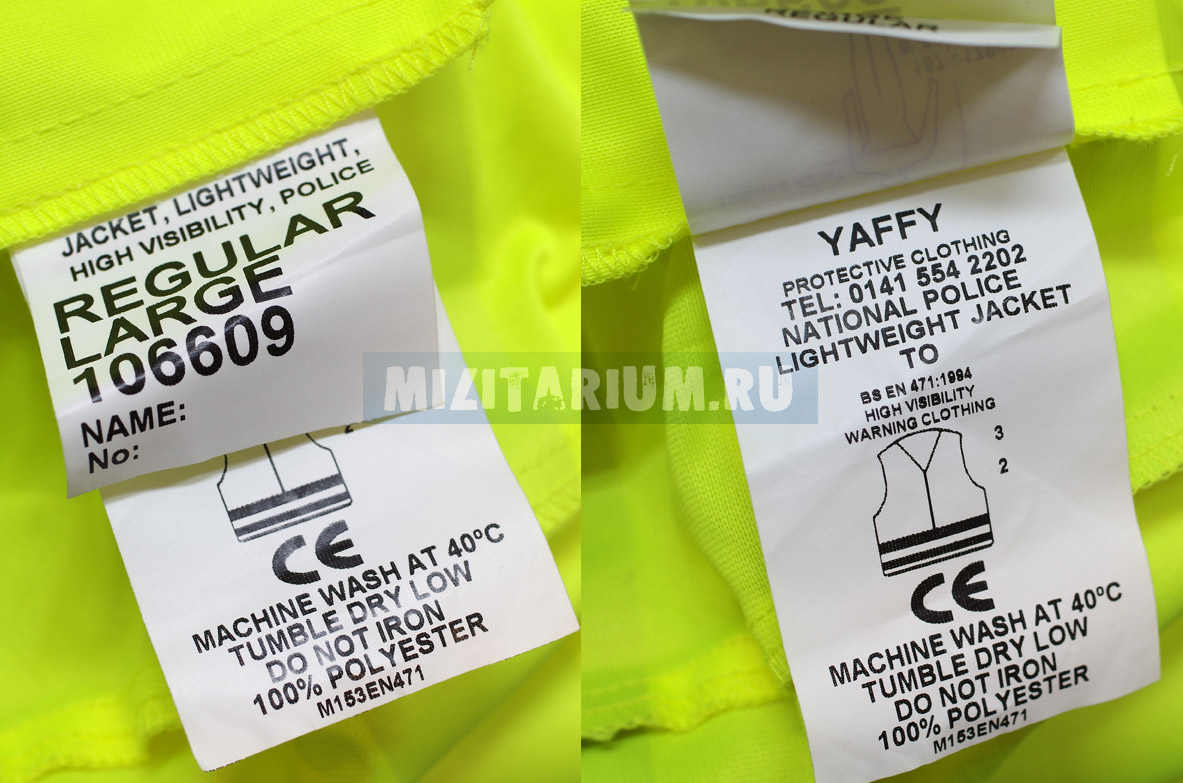 JACKET, LIGHTWEIGHT,
HIGH VISIBILITY, POLICE
REGULAR
LARGE
106609
NAME:
No:
CE
MACHINE WASH AT 40°C
TUMBLE DRY LOW
DO NOT IRON
100% POLYESTER
M153EN471
REGULAR
YAFFY
PROTECTIVE CLOTHING
TEL: 0141 554 2202
NATIONAL POLICE
LIGHTWEIGHT JACKET
TO
BS EN 471:1994
HIGH VISIBILITY
WARNING CLOTHING
3
2
CE
MACHINE WASH AT 40°C
TUMBLE DRY LOW
DO NOT IRON
100% POLYESTER
M153EN471
MILITARIUM.RU